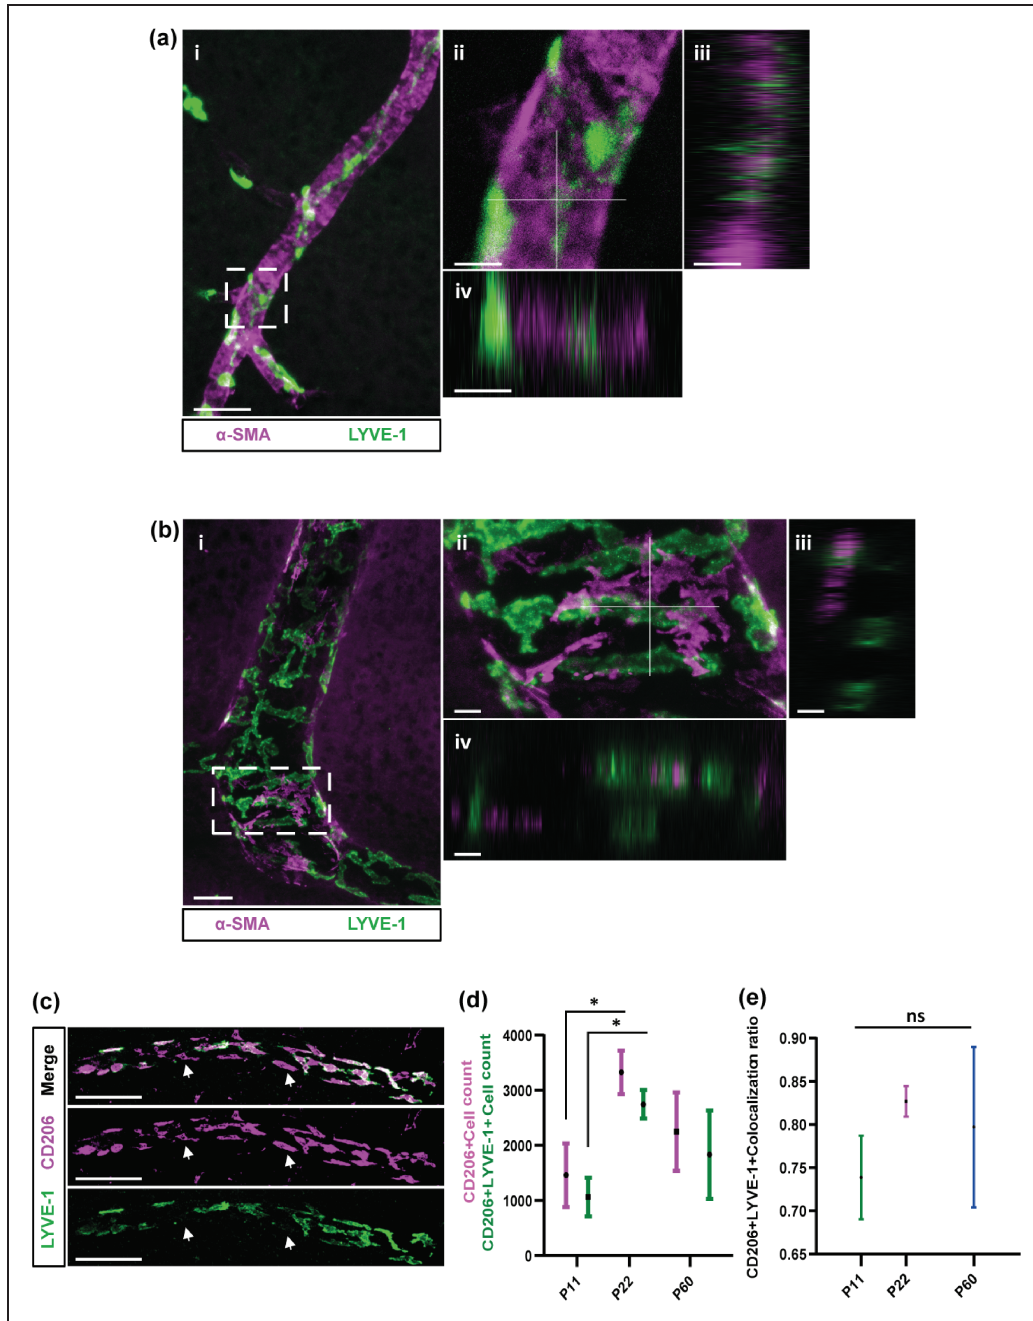 (a)
i
ii
iii
iv
α-SMA LYVE-1
(b)
i
ii
iii
iv
α-SMA LYVE-1
(c)
Merge
CD206
LYVE-1
(d)
CD206+Cell count
CD206+LYVE-1+ Cell count
4000
3000
2000
1000
0
*
*
P11
P22
P60
(e)
CD206+LYVE-1+Colocalization ratio
0.90
0.85
0.80
0.75
0.70
0.65
ns
P11
P22
P60